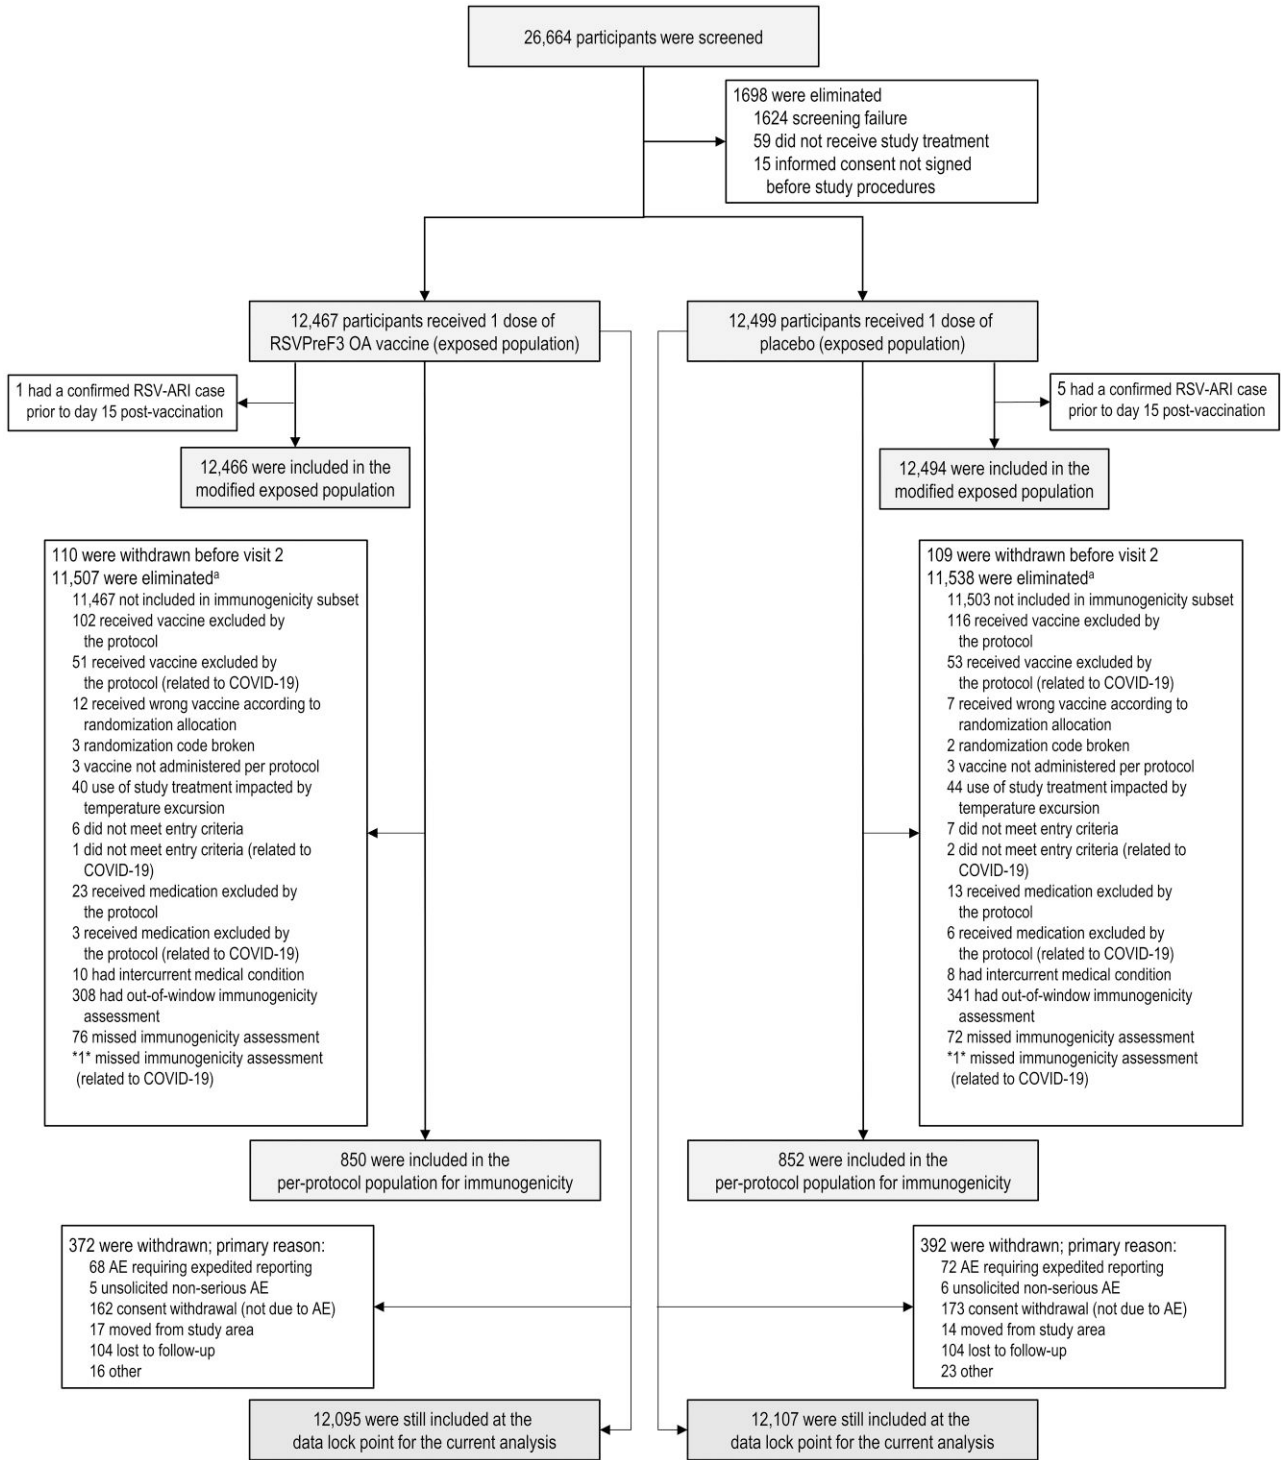 26,664 participants were screened
1698 were eliminated
1624 screening failure
59 did not receive study treatment
15 informed consent not signed
before study procedures
12,467 participants received 1 dose of
RSVPreF3 OA vaccine (exposed population)
12,499 participants received 1 dose of
placebo (exposed population)
1 had a confirmed RSV-ARI case
prior to day 15 post-vaccination
5 had a confirmed RSV-ARI case
prior to day 15 post-vaccination
12,466 were included in the
modified exposed population
12,494 were included in the
modified exposed population
110 were withdrawn before visit 2
11,507 were eliminatedᵃ
11,467 not included in immunogenicity subset
102 received vaccine excluded by
the protocol
51 received vaccine excluded by
the protocol (related to COVID-19)
12 received wrong vaccine according to
randomization allocation
3 randomization code broken
3 vaccine not administered per protocol
40 use of study treatment impacted by
temperature excursion
6 did not meet entry criteria
1 did not meet entry criteria (related to
COVID-19)
23 received medication excluded by
the protocol
3 received medication excluded by
the protocol (related to COVID-19)
10 had intercurrent medical condition
308 had out-of-window immunogenicity
assessment
76 missed immunogenicity assessment
*1* missed immunogenicity assessment
(related to COVID-19)
109 were withdrawn before visit 2
11,538 were eliminatedᵃ
11,503 not included in immunogenicity subset
116 received vaccine excluded by
the protocol
53 received vaccine excluded by
the protocol (related to COVID-19)
7 received wrong vaccine according to
randomization allocation
2 randomization code broken
3 vaccine not administered per protocol
44 use of study treatment impacted by
temperature excursion
7 did not meet entry criteria
2 did not meet entry criteria (related to
COVID-19)
13 received medication excluded by
the protocol
6 received medication excluded by
the protocol (related to COVID-19)
8 had intercurrent medical condition
341 had out-of-window immunogenicity
assessment
72 missed immunogenicity assessment
*1* missed immunogenicity assessment
(related to COVID-19)
850 were included in the
per-protocol population for immunogenicity
852 were included in the
per-protocol population for immunogenicity
372 were withdrawn; primary reason:
68 AE requiring expedited reporting
5 unsolicited non-serious AE
162 consent withdrawal (not due to AE)
17 moved from study area
104 lost to follow-up
16 other
392 were withdrawn; primary reason:
72 AE requiring expedited reporting
6 unsolicited non-serious AE
173 consent withdrawal (not due to AE)
14 moved from study area
104 lost to follow-up
23 other
12,095 were still included at the
data lock point for the current analysis
12,107 were still included at the
data lock point for the current analysis